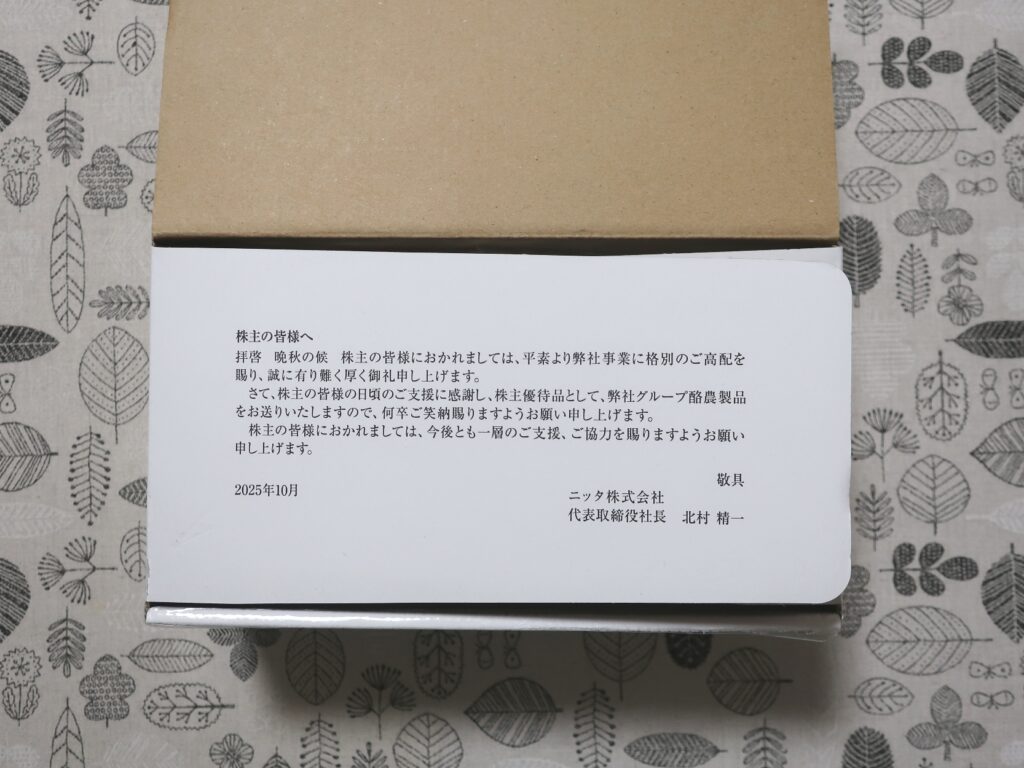 株主の皆様へ
拝啓　晩秋の候　株主の皆様におかれましては、平素より弊社事業に格別のご高配を
賜り、誠に有り難く厚く御礼申し上げます。
　さて、株主の皆様の日頃のご支援に感謝し、株主優待品として、弊社グループ酪農製品
をお送りいたしますので、何卒ご笑納賜りますようお願い申し上げます。
　株主の皆様におかれましては、今後とも一層のご支援、ご協力を賜りますようお願い
申し上げます。
敬具
2025年10月
ニッタ株式会社
代表取締役社長　北村 精一